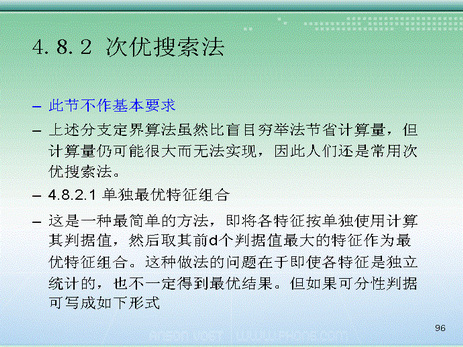 4.8.2 次优搜索法
– 此节不作基本要求
– 上述分支定界算法虽然比盲目穷举法节省计算量，但
计算量仍可能很大而无法实现，因此人们还是常用次
优搜索法。
– 4.8.2.1 单独最优特征组合
– 这是一种最简单的方法，即将各特征按单独使用计算
其判据值，然后取其前d个判据值最大的特征作为最
优特征组合。这种做法的问题在于即使各特征是独立
统计的，也不一定得到最优结果。但如果可分性判据
可写成如下形式
96